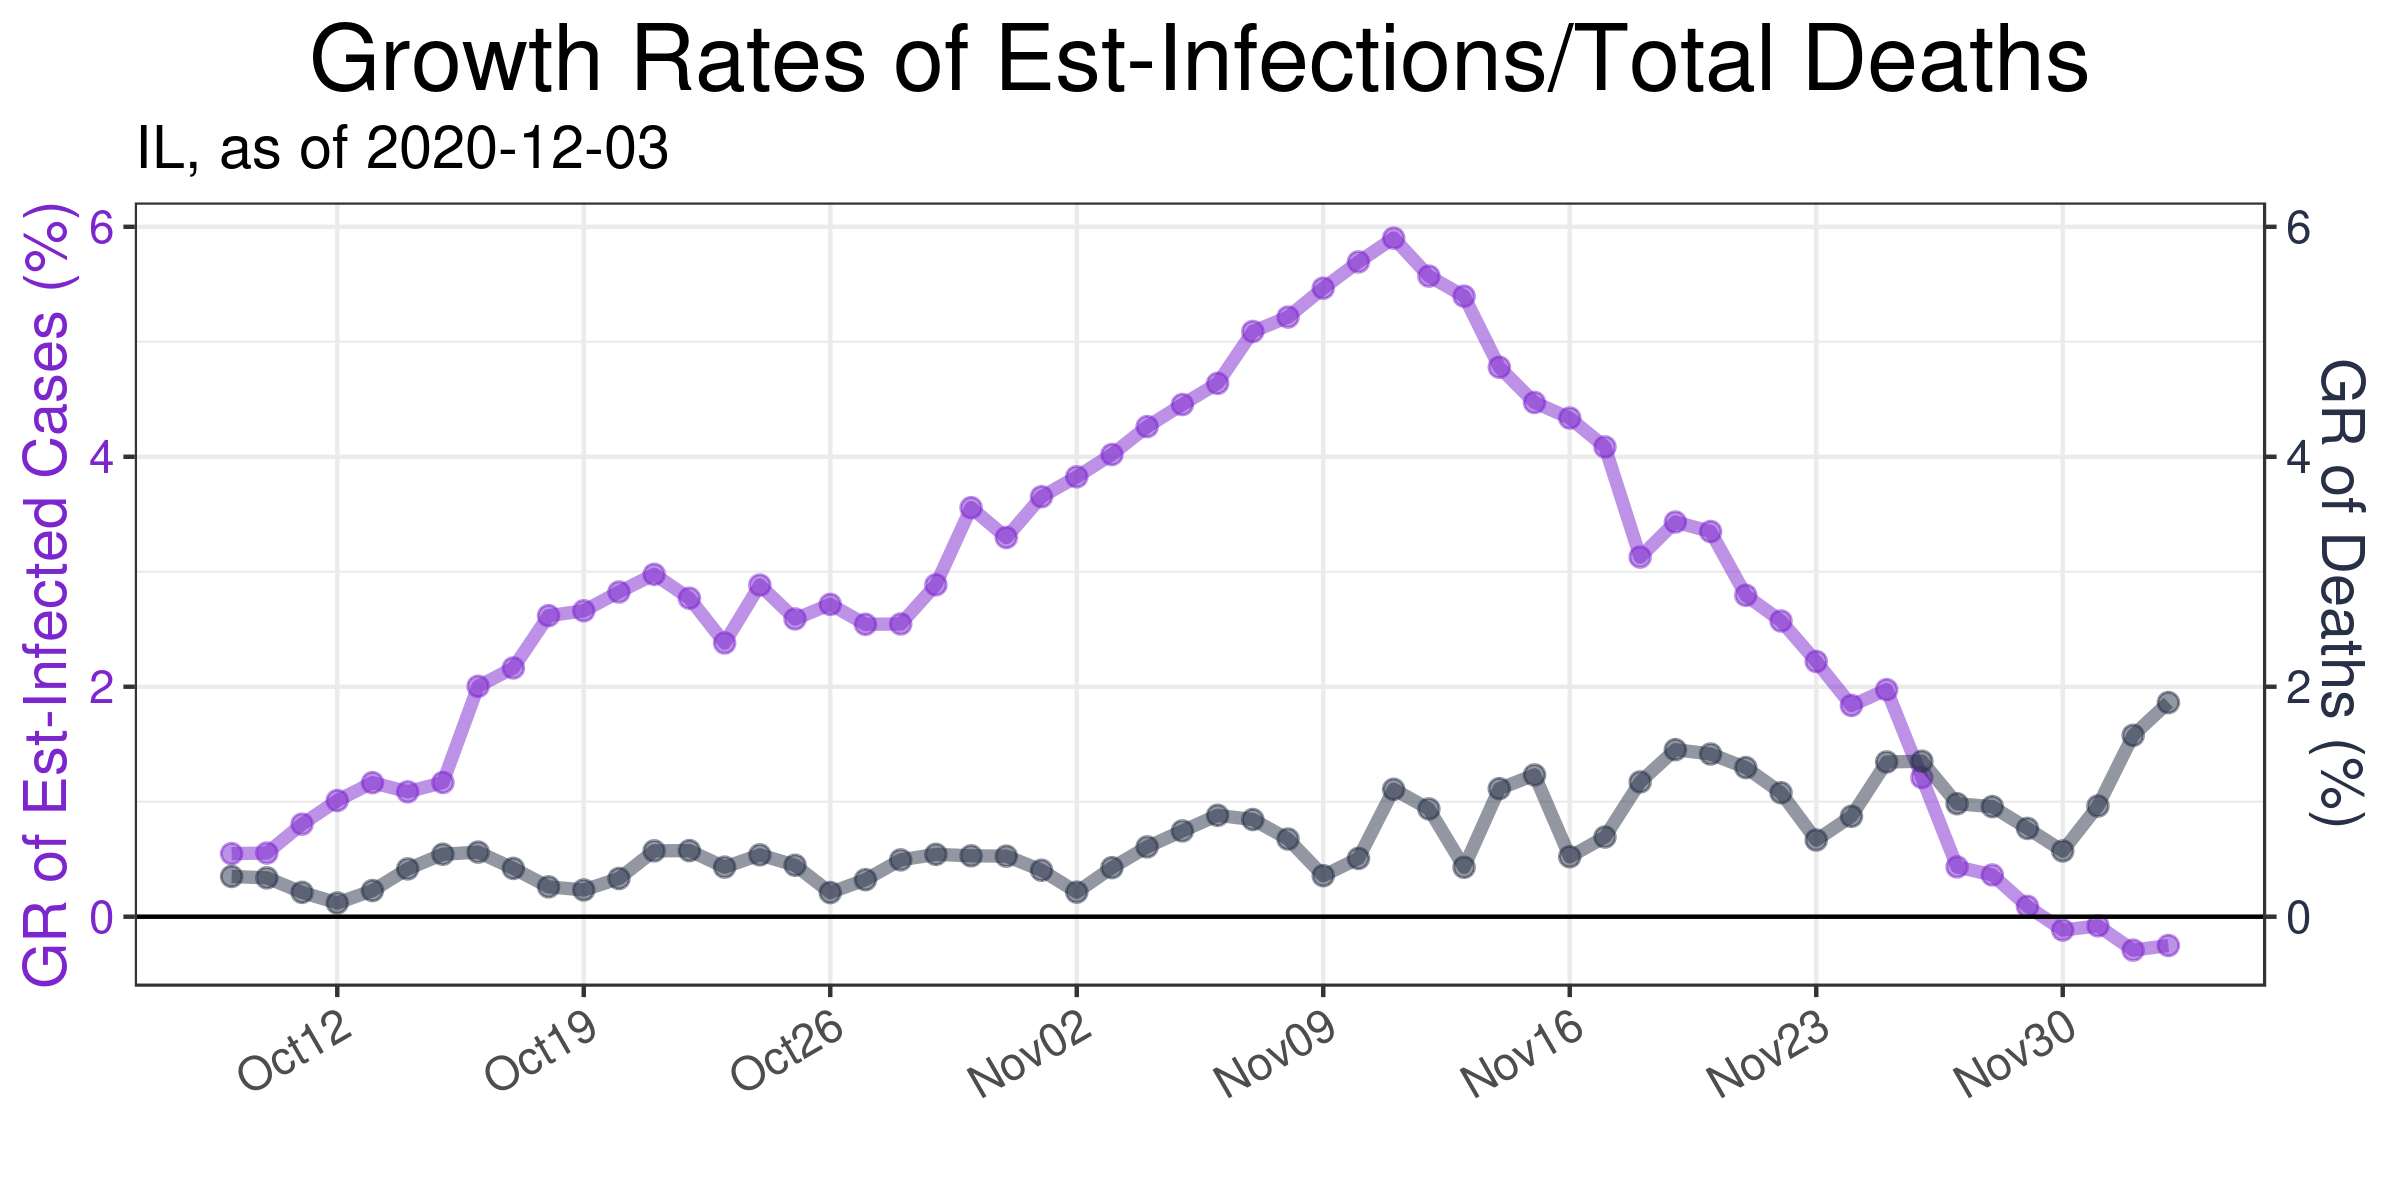 Growth Rates of Est-Infections/Total Deaths
IL, as of 2020-12-03
GR of Est-Infected Cases (%)
6
4
2
0
6
4
2
0
GR of Deaths (%)
Oct12
Oct19
Oct26
Nov02
Nov09
Nov16
Nov23
Nov30